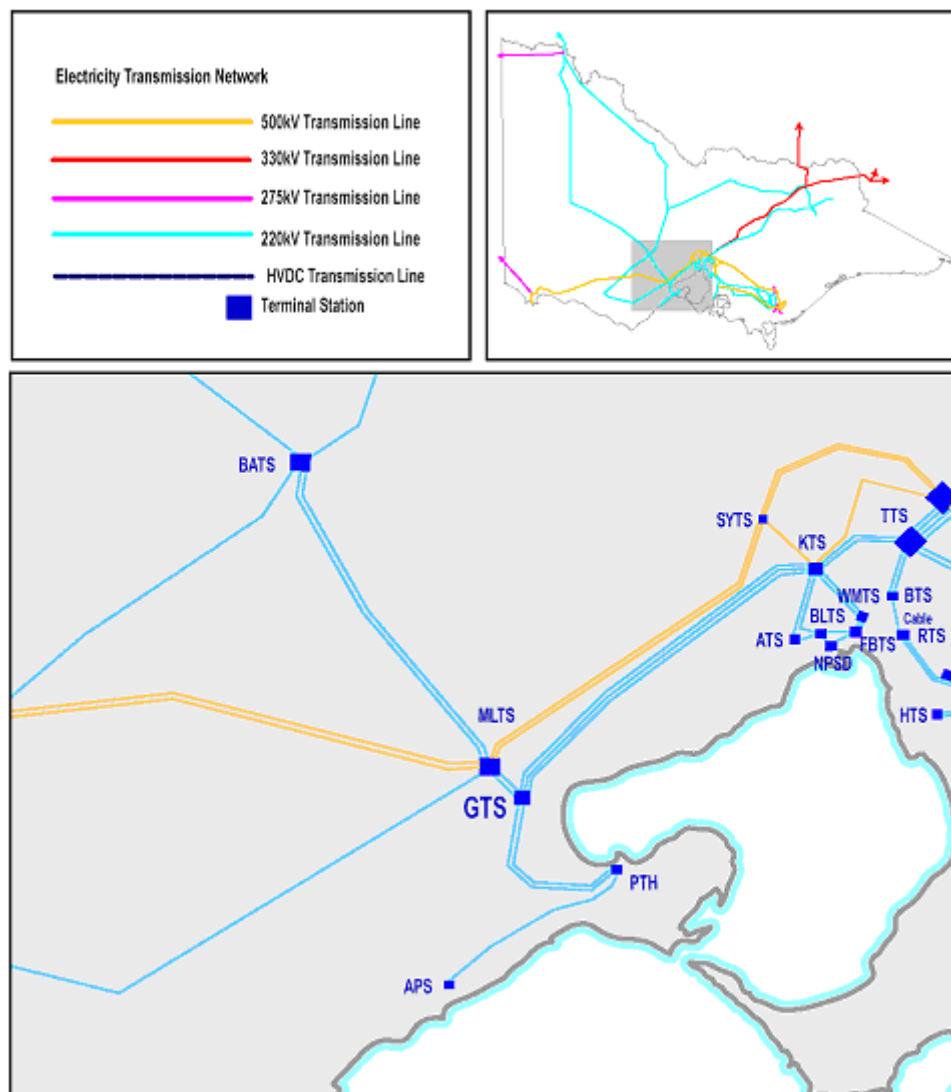 Electricity Transmission Network
500kV Transmission Line
330kV Transmission Line
275kV Transmission Line
220kV Transmission Line
HVDC Transmission Line
Terminal Station
BATS
SYTS
TTS
KTS
WMTS
BTS
BLTS
Cable
ATS
FBTS
RTS
NPSD
MLTS
HTS
GTS
PTH
APS